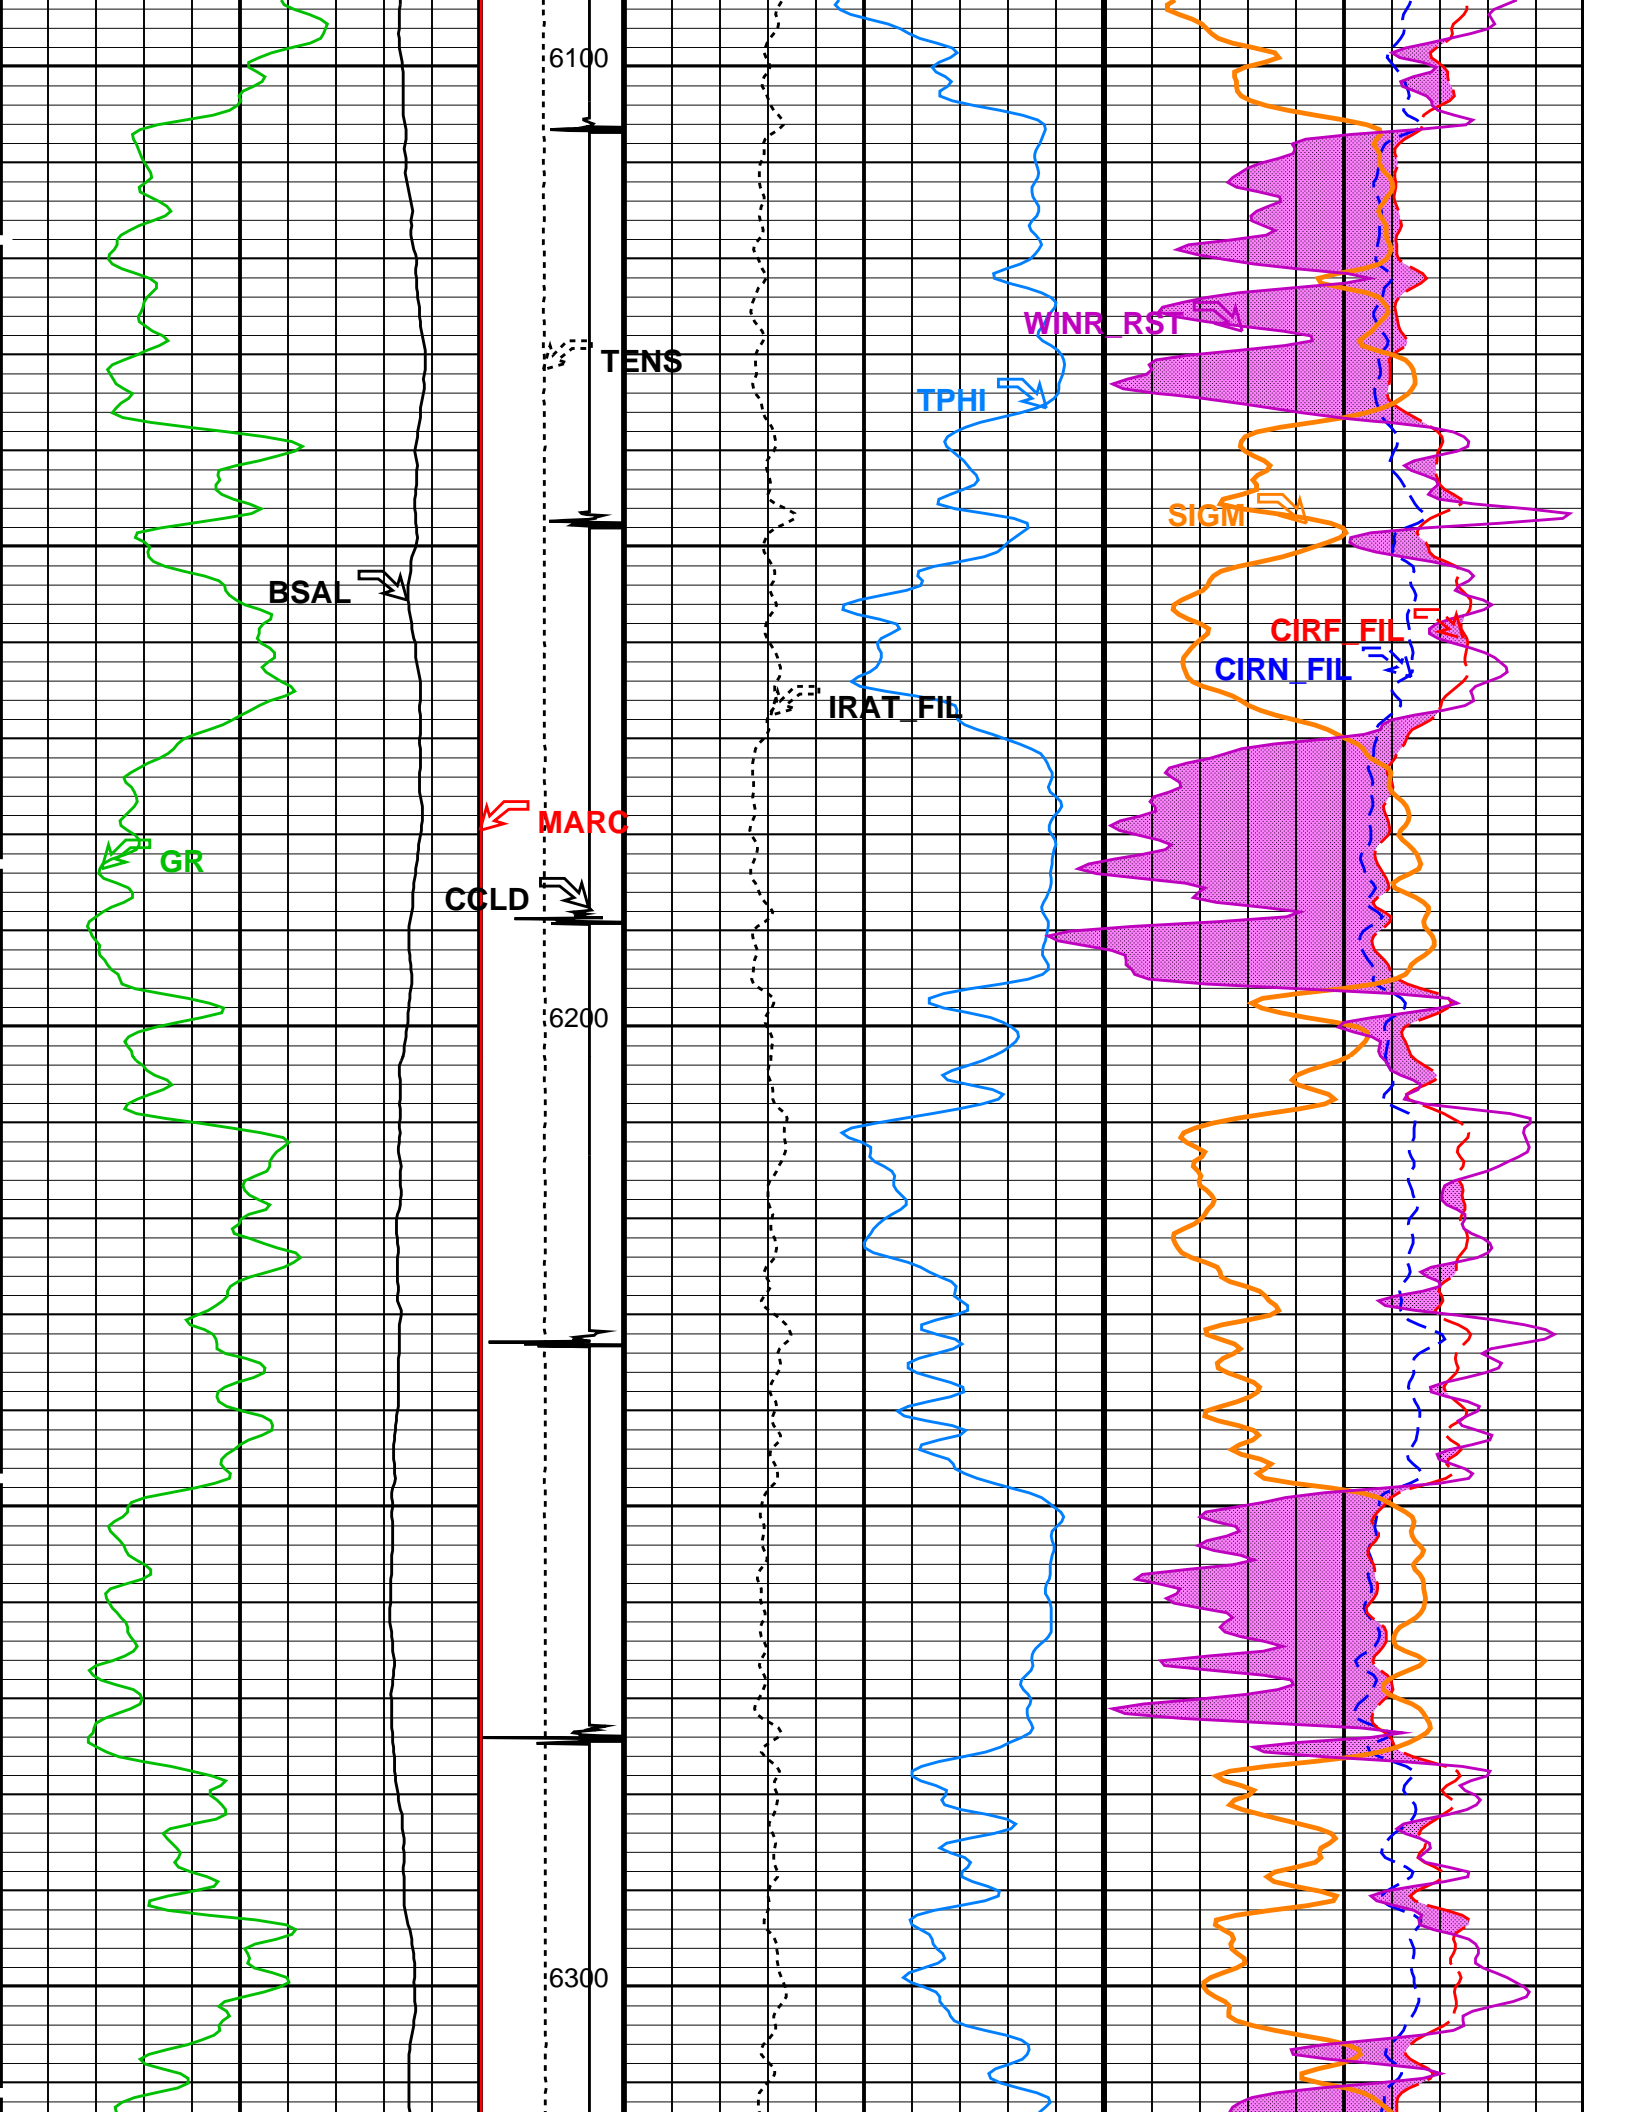 6100
WINR_RST
TENS
TPHI
SIGM
BSAL
CIRF_FIL
CIRN_FIL
IRAT_FIL
MARC
GR
CCLD
6200
6300